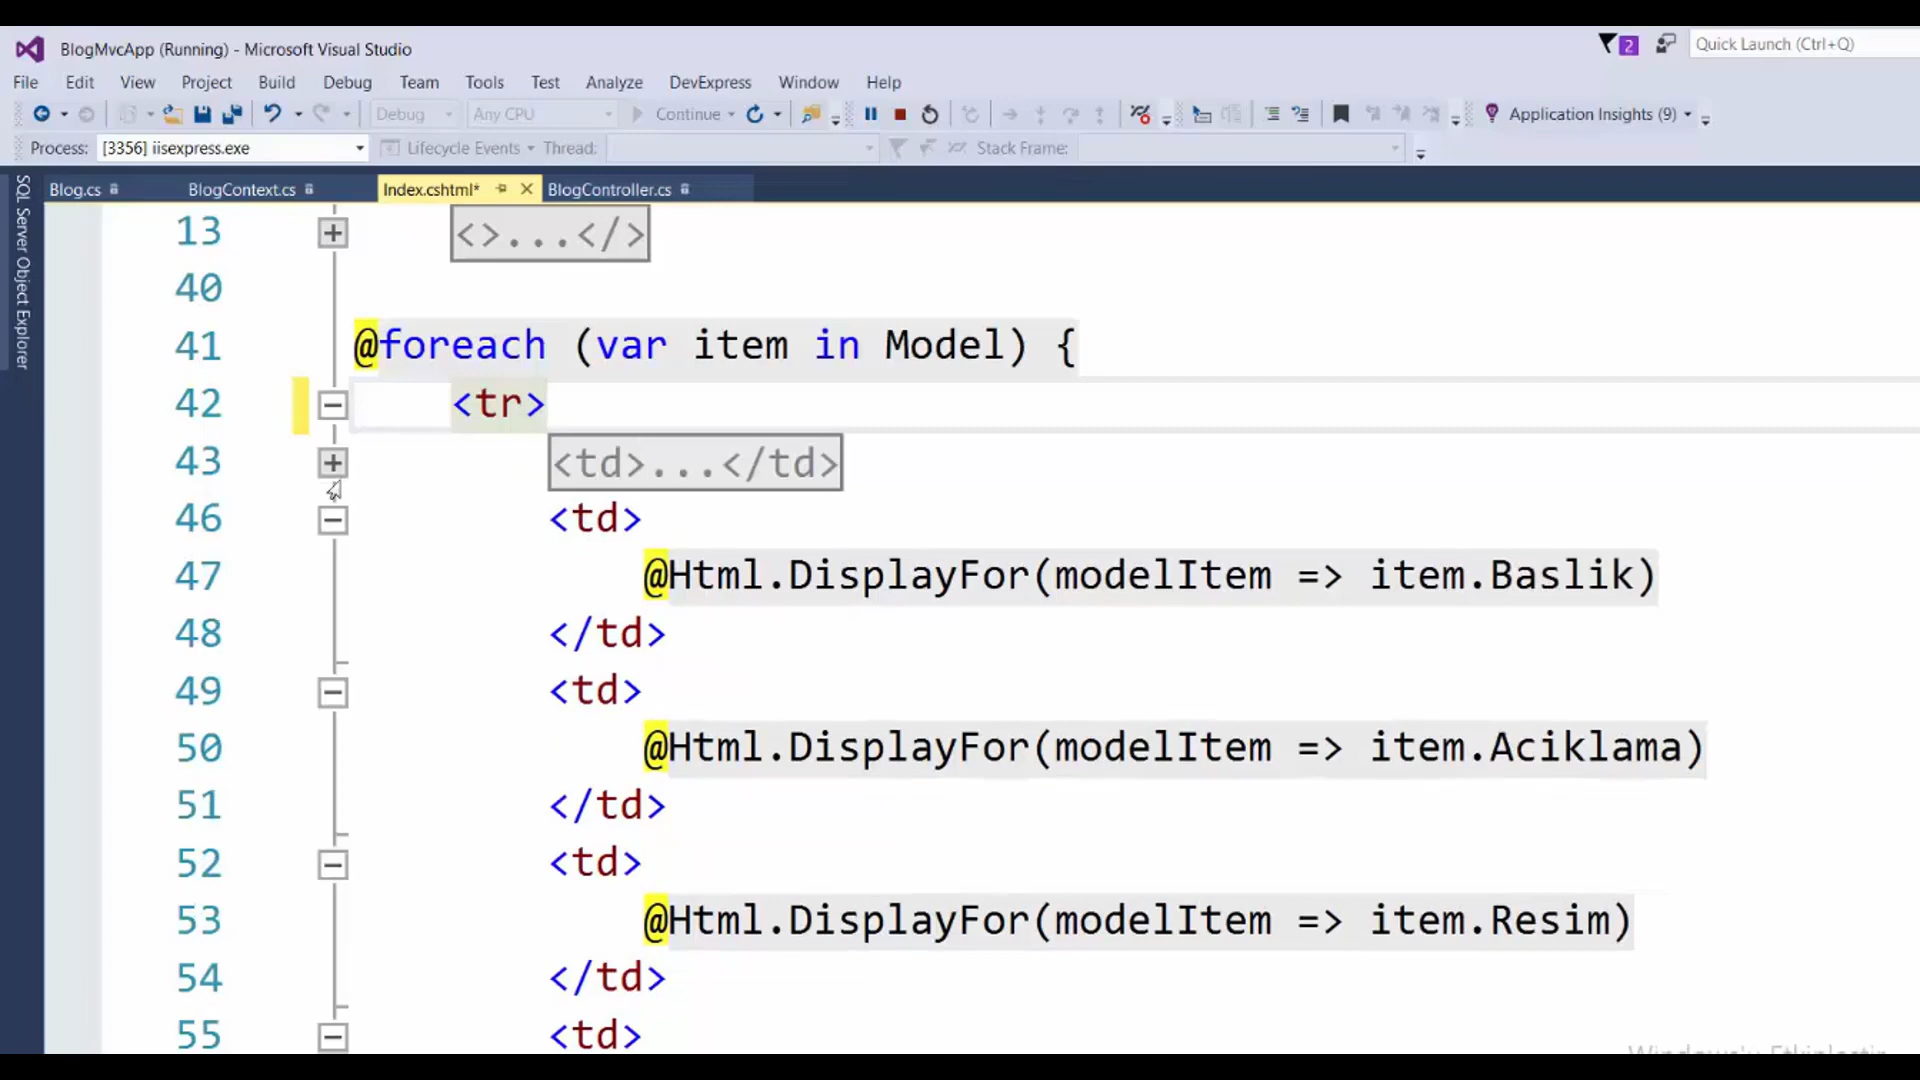 BlogMvcApp (Running) - Microsoft Visual Studio
2
Quick Launch (Ctrl+Q)
File Edit View Project Build Debug Team Tools Test Analyze DevExpress Window Help
Debug Any CPU Continue Application Insights (9)
Process: [3356] iisexpress.exe Lifecycle Events Thread: Stack Frame:
SQL Server Object Explorer
Blog.cs BlogContext.cs Index.cshtml* BlogController.cs
13 <>...</>
40
41 @foreach (var item in Model) {
42 <tr>
43 <td>...</td>
46 <td>
47 @Html.DisplayFor(modelItem => item.Baslik)
48 </td>
49 <td>
50 @Html.DisplayFor(modelItem => item.Aciklama)
51 </td>
52 <td>
53 @Html.DisplayFor(modelItem => item.Resim)
54 </td>
55 <td>